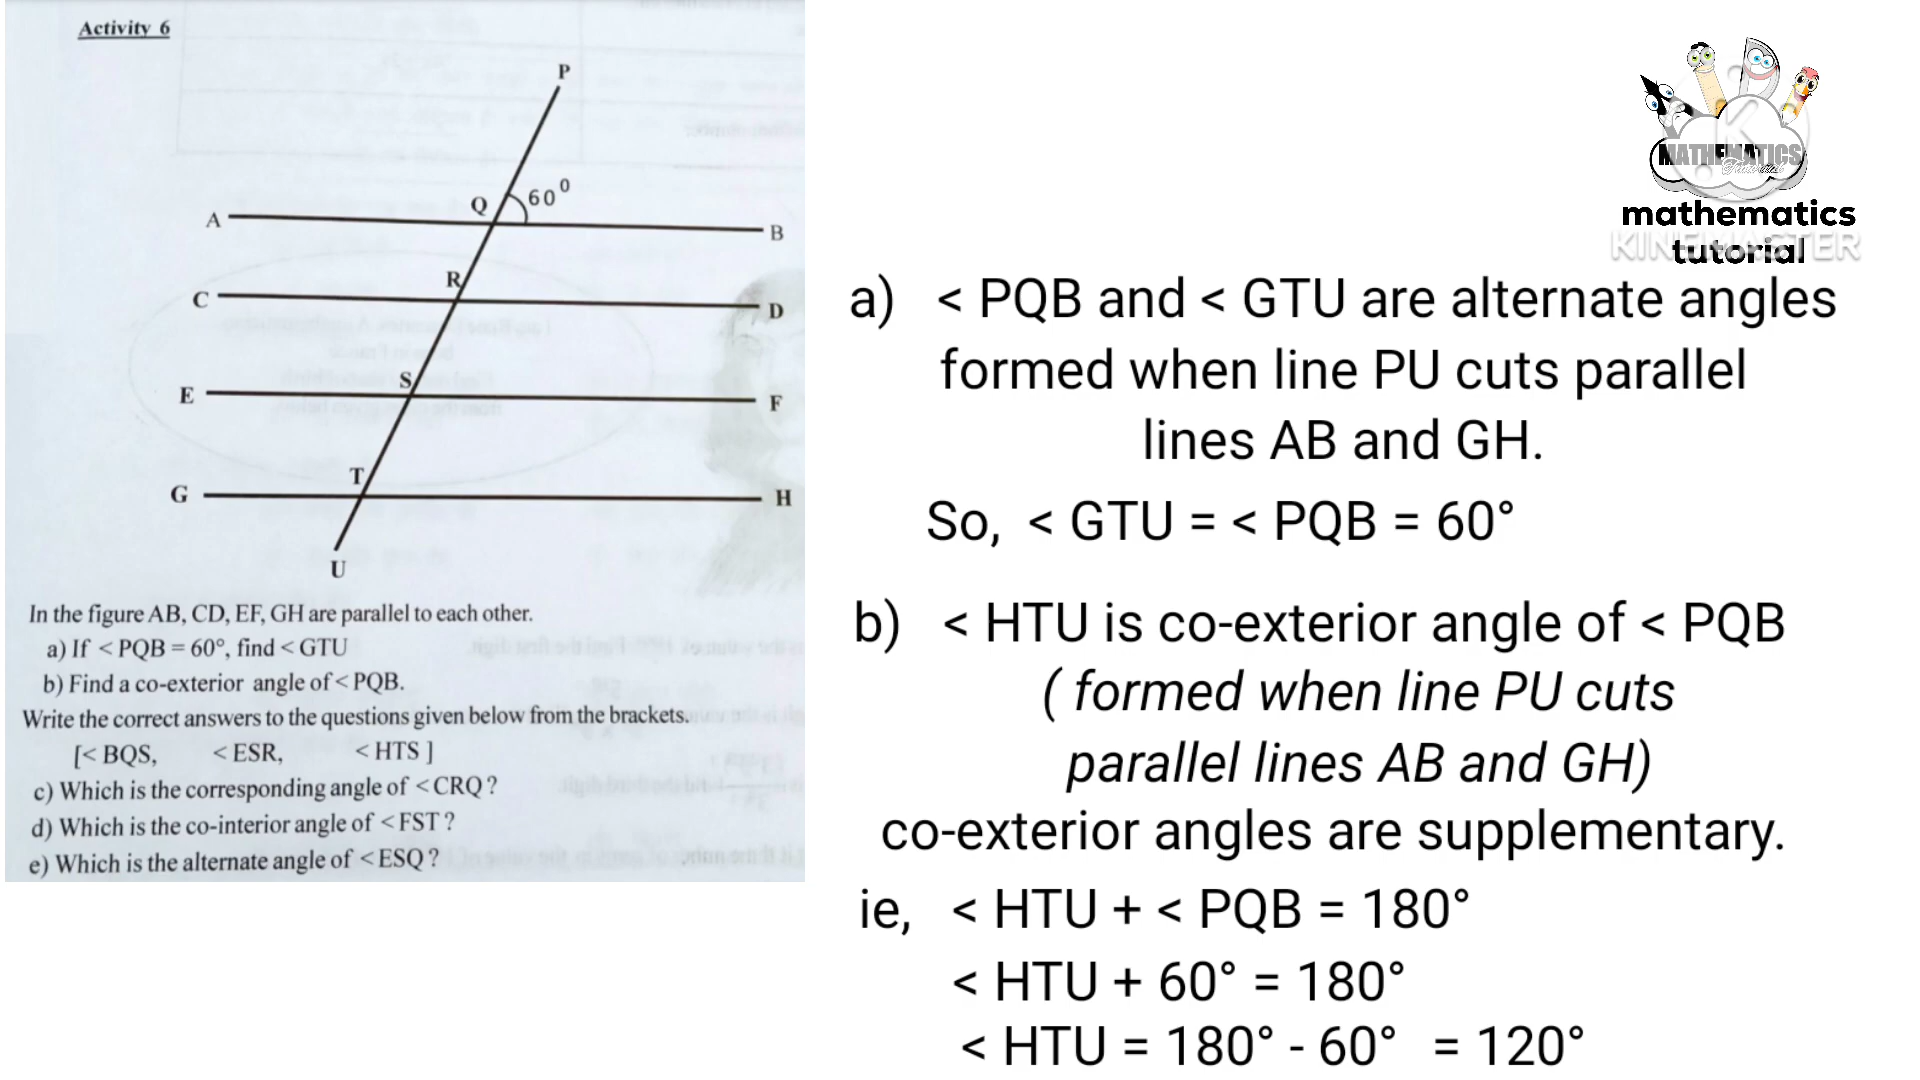 Activity 6
P
Q
60⁰
A
B
R
C
D
S
E
F
T
G
H
U
In the figure AB, CD, EF, GH are parallel to each other.
a) If < PQB = 60°, find < GTU
b) Find a co-exterior angle of < PQB.
Write the correct answers to the questions given below from the brackets.
[< BQS, < ESR, < HTS ]
c) Which is the corresponding angle of < CRQ ?
d) Which is the co-interior angle of < FST ?
e) Which is the alternate angle of < ESQ ?
MATHEMATICS
mathematics
tutorial
KINEMASTER
a) < PQB and < GTU are alternate angles
formed when line PU cuts parallel
lines AB and GH.
So, < GTU = < PQB = 60°
b) < HTU is co-exterior angle of < PQB
( formed when line PU cuts
parallel lines AB and GH)
co-exterior angles are supplementary.
ie, < HTU + < PQB = 180°
< HTU + 60° = 180°
< HTU = 180° - 60° = 120°